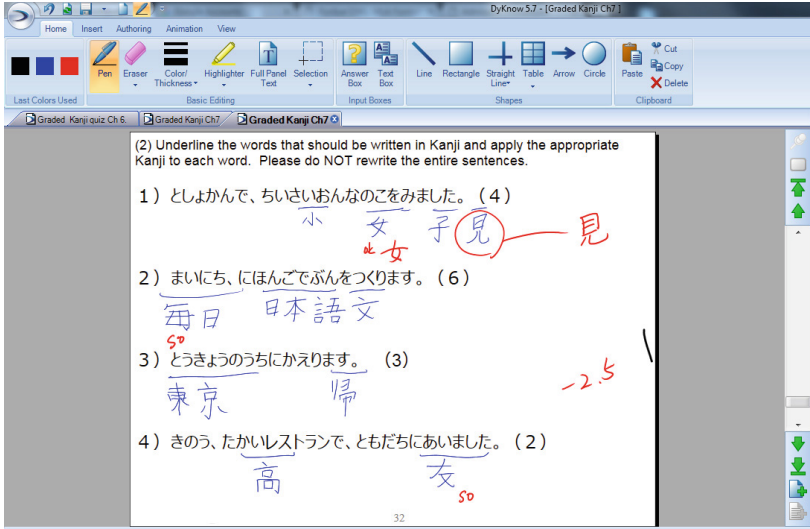 DyKnow 5.7 - [Graded Kanji Ch7 ]
Home Insert Authoring Animation View
Pen Eraser Color/ Thickness Highlighter Full Panel Text Selection Answer Box Text Box Line Rectangle Straight Line Table Arrow Circle Paste Cut Copy Delete
Last Colors Used Basic Editing Input Boxes Shapes Clipboard
Graded Kanji quiz Ch 6. Graded Kanji Ch7 Graded Kanji Ch7
(2) Underline the words that should be written in Kanji and apply the appropriate
Kanji to each word. Please do NOT rewrite the entire sentences.
1) としょかんで、ちいさいおんなのこをみました。(4)
小 女 子 見 見
女
2) まいにち、にほんごでぶんをつくります。(6)
毎日 日本語 文
so
3) とうきょうのうちにかえります。 (3)
東京 帰
-2.5
4) きのう、たかいレストランで、ともだちにあいました。(2)
高 友
so
32